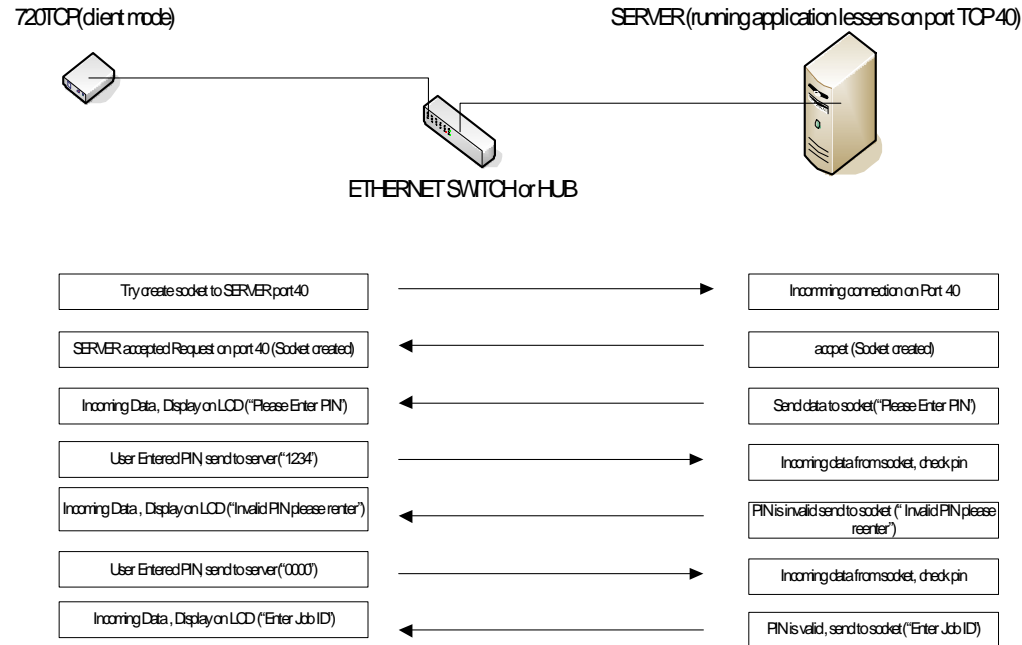 720TCP(client mode)
SERVER (running application lessens on port TCP 40)
ETHERNET SWITCH or HUB
Try create socket to SERVER port 40
Incomming connection on Port 40
SERVER accepted Request on port 40 (Socket created)
accpet (Socket created)
Incoming Data , Display on LCD ("Please Enter PIN")
Send data to socket("Please Enter PIN")
User Entered PIN, send to server("1234")
Incoming data from socket, check pin
Incoming Data , Display on LCD ("Invalid PIN please renter")
PIN is invalid send to socket (" Invalid PIN please
reenter")
User Entered PIN, send to server("0000")
Incoming data from socket, check pin
Incoming Data , Display on LCD ("Enter Job ID")
PIN is valid, send to socket ("Enter Job ID")